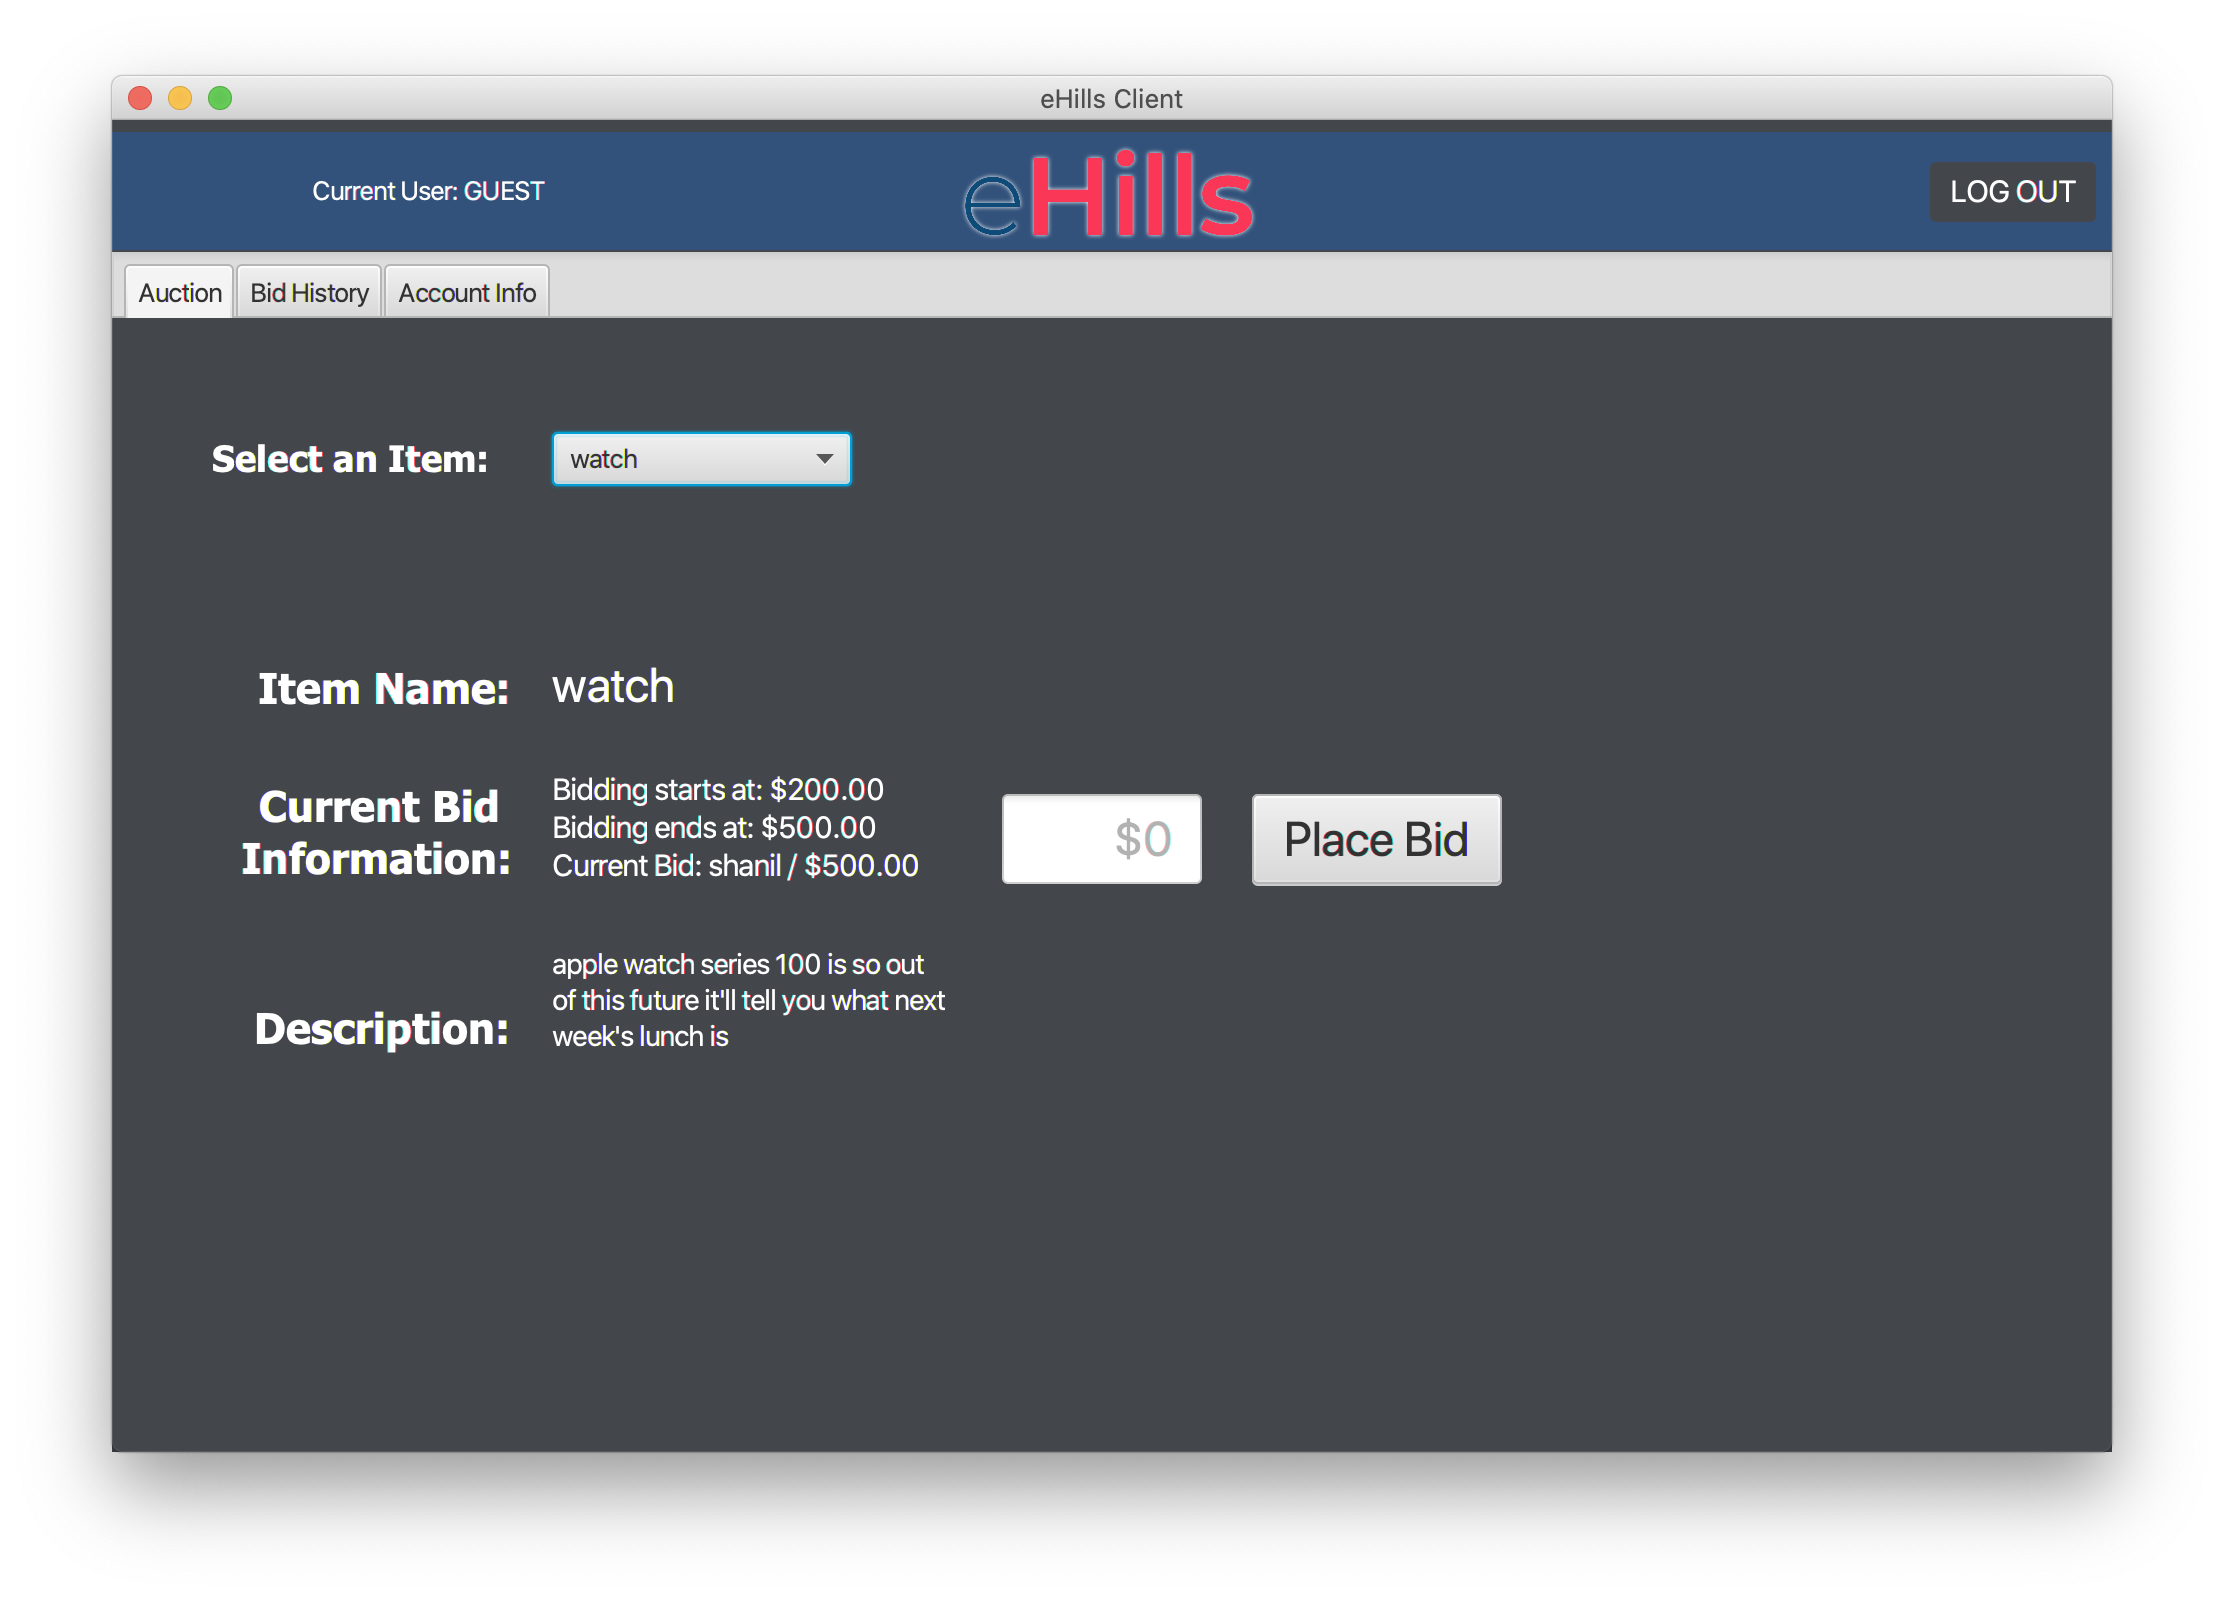 eHills Client
Current User: GUEST
eHills
LOG OUT
Auction
Bid History
Account Info
Select an Item:
watch
Item Name:
watch
Current Bid
Information:
Bidding starts at: $200.00
Bidding ends at: $500.00
Current Bid: shanil / $500.00
$0
Place Bid
Description:
apple watch series 100 is so out
of this future it'll tell you what next
week's lunch is